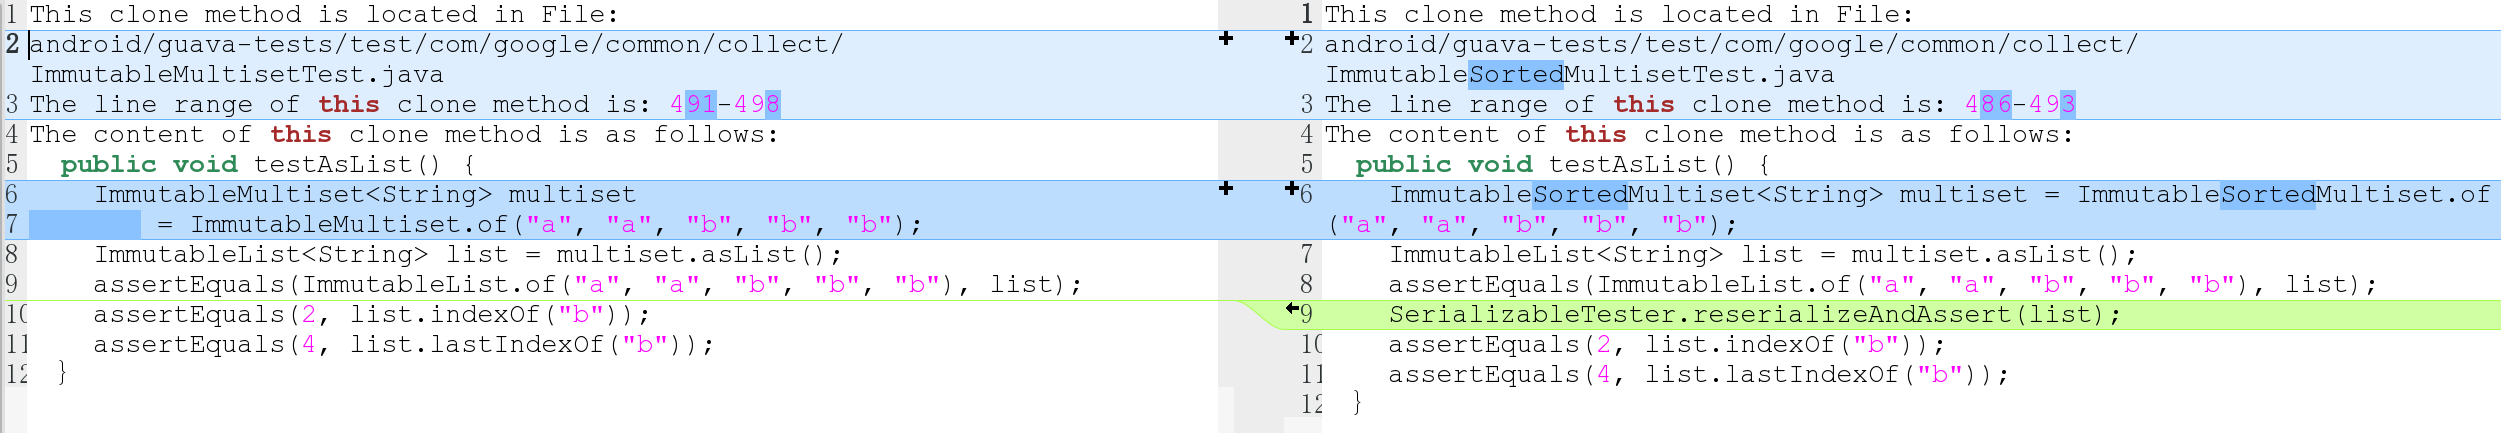 1 This clone method is located in File:
2 android/guava-tests/test/com/google/common/collect/
ImmutableMultisetTest.java
3 The line range of this clone method is: 491-498
4 The content of this clone method is as follows:
5 public void testAsList() {
6 ImmutableMultiset<String> multiset
7 = ImmutableMultiset.of("a", "a", "b", "b", "b");
8 ImmutableList<String> list = multiset.asList();
9 assertEquals(ImmutableList.of("a", "a", "b", "b", "b"), list);
10 assertEquals(2, list.indexOf("b"));
11 assertEquals(4, list.lastIndexOf("b"));
12 }
1 This clone method is located in File:
2 android/guava-tests/test/com/google/common/collect/
ImmutableSortedMultisetTest.java
3 The line range of this clone method is: 486-493
4 The content of this clone method is as follows:
5 public void testAsList() {
6 ImmutableSortedMultiset<String> multiset = ImmutableSortedMultiset.of
("a", "a", "b", "b", "b");
7 ImmutableList<String> list = multiset.asList();
8 assertEquals(ImmutableList.of("a", "a", "b", "b", "b"), list);
9 SerializableTester.reserializeAndAssert(list);
10 assertEquals(2, list.indexOf("b"));
11 assertEquals(4, list.lastIndexOf("b"));
12 }